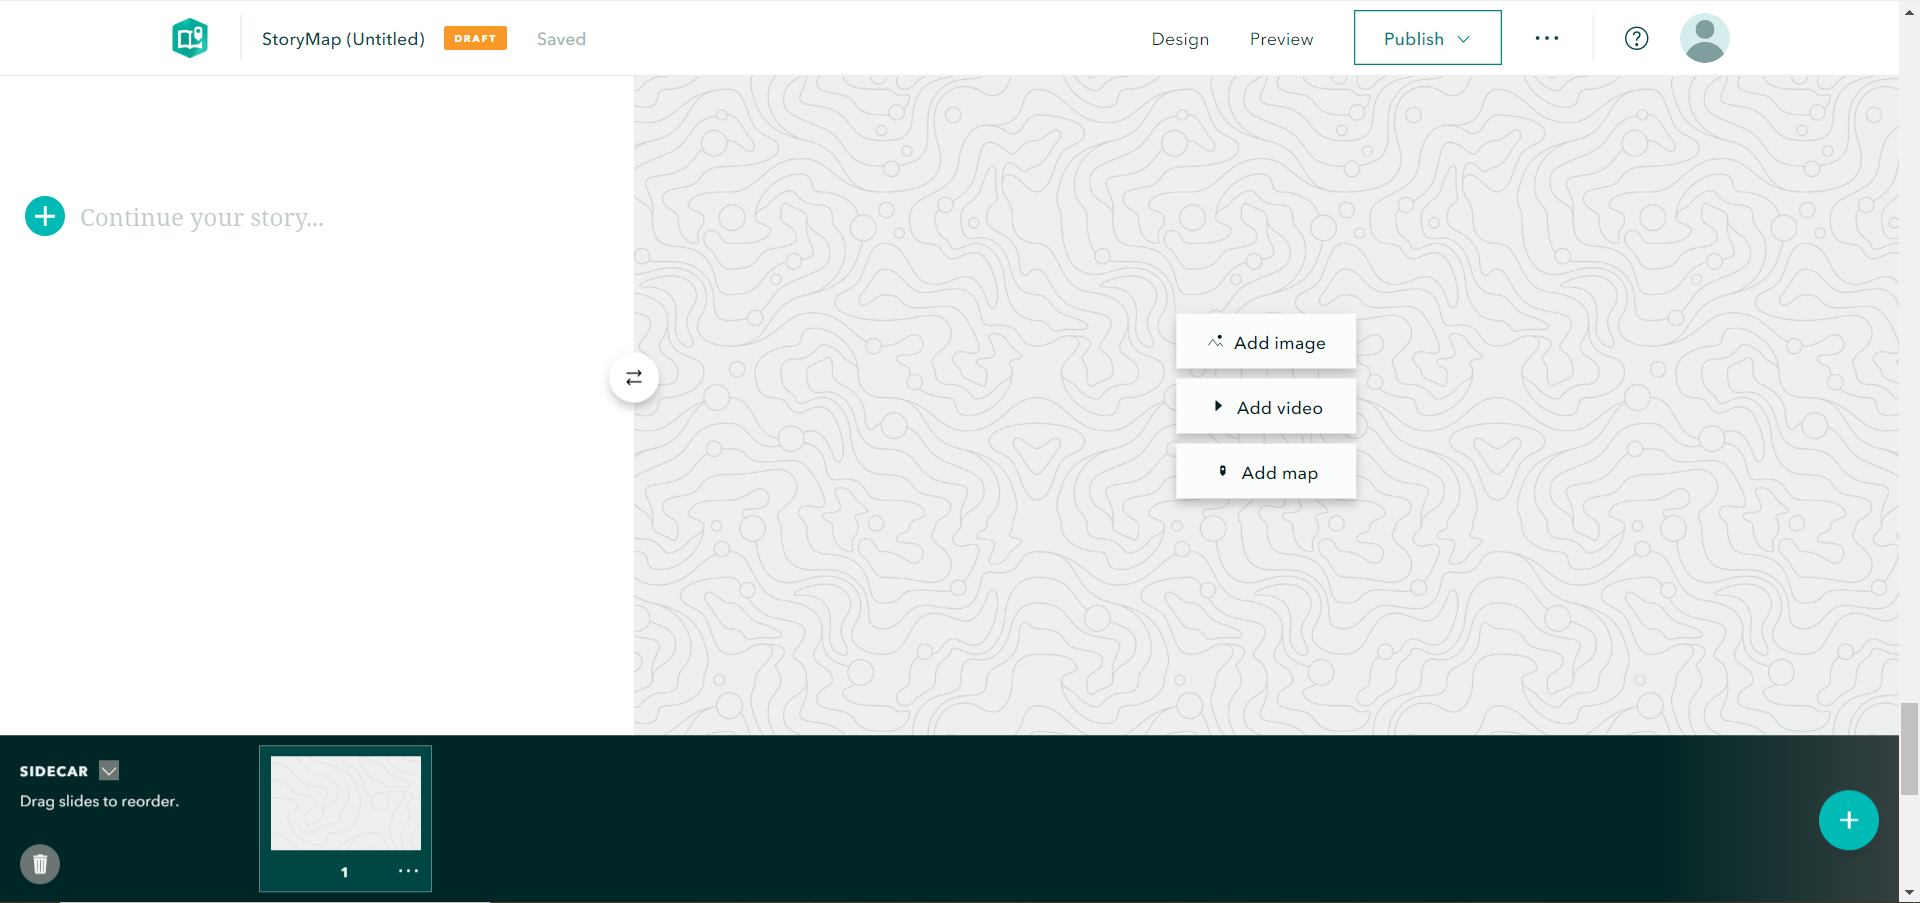 StoryMap (Untitled) DRAFT Saved Design Preview Publish
Continue your story...
Add image
Add video
Add map
SIDECAR
Drag slides to reorder.
1